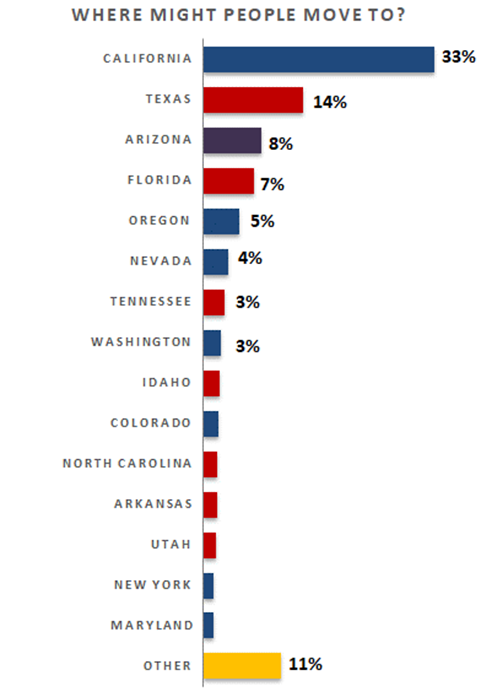 WHERE MIGHT PEOPLE MOVE TO?
CALIFORNIA 33%
TEXAS 14%
ARIZONA 8%
FLORIDA 7%
OREGON 5%
NEVADA 4%
TENNESSEE 3%
WASHINGTON 3%
IDAHO
COLORADO
NORTH CAROLINA
ARKANSAS
UTAH
NEW YORK
MARYLAND
OTHER 11%